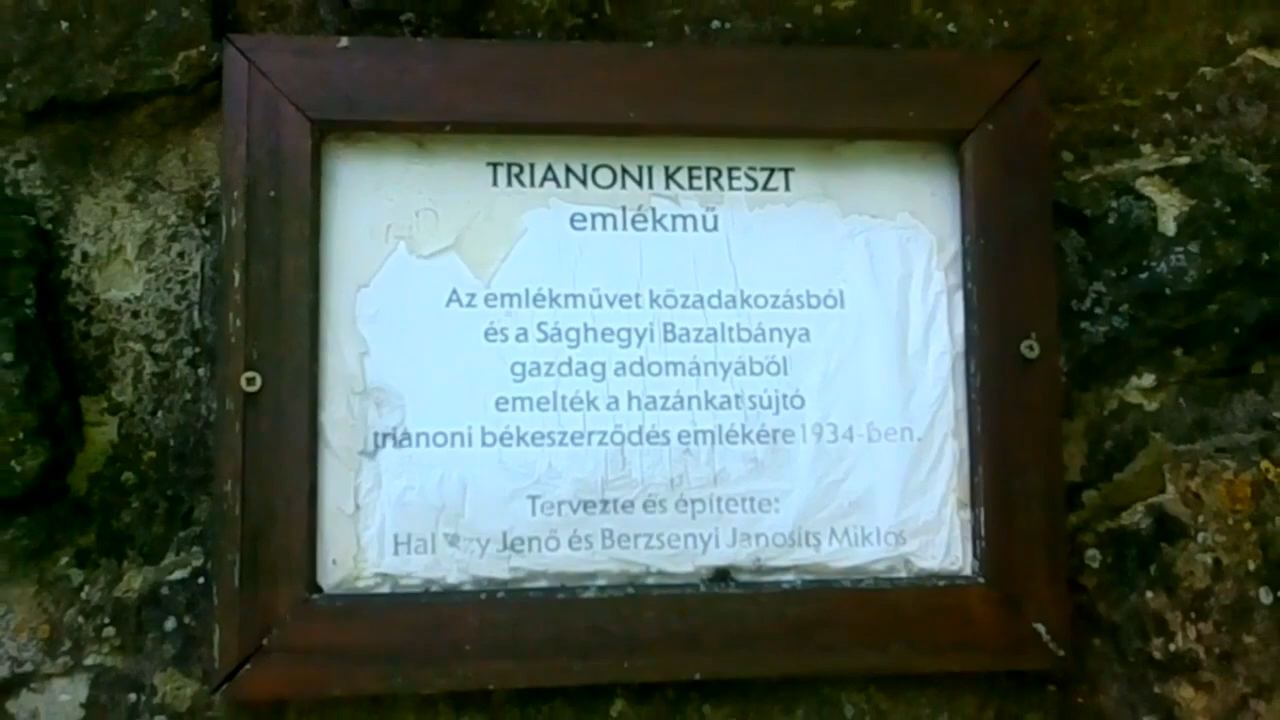 TRIANONI KERESZT
emlékmű
Az emlékművet közadakozásból
és a Sághegyi Bazaltbánya
gazdag adományából
emelték a hazánkat sújtó
trianoni békeszerződés emlékére 1934-ben.
Tervezte és építette:
Jenő és Berzsenyi Janosits Miklós